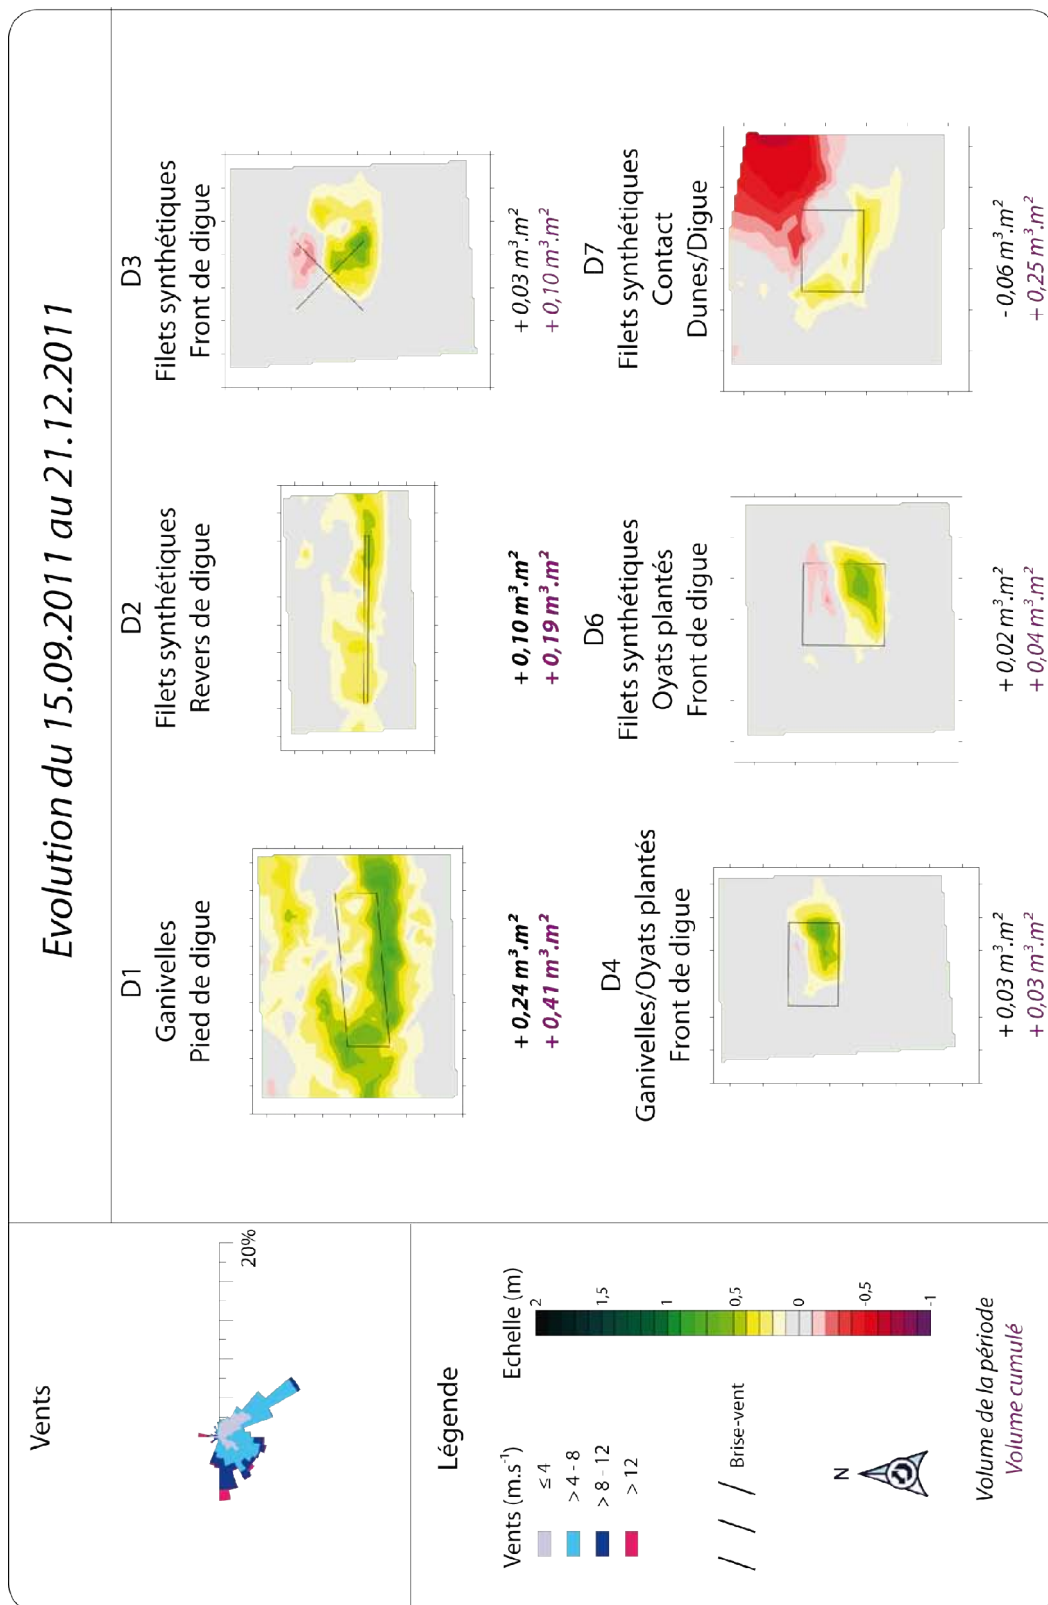 Evolution du 15.09.2011 au 21.12.2011
Vents
20%
Légende
Vents (m.s⁻¹)
≤ 4
> 4 - 8
> 8 - 12
> 12
Echelle (m)
2
1,5
1
0,5
0
-0,5
-1
Brise-vent
N
Volume de la période
Volume cumulé
D1
Ganivelles
Pied de digue
+ 0,24 m³.m²
+ 0,41 m³.m²
D2
Filets synthétiques
Revers de digue
+ 0,10 m³.m²
+ 0,19 m³.m²
D3
Filets synthétiques
Front de digue
+ 0,03 m³.m²
+ 0,10 m³.m²
D4
Ganivelles/Oyats plantés
Front de digue
+ 0,03 m³.m²
+ 0,03 m³.m²
D6
Filets synthétiques
Oyats plantés
Front de digue
+ 0,02 m³.m²
+ 0,04 m³.m²
D7
Filets synthétiques
Contact
Dunes/Digue
- 0,06 m³.m²
+ 0,25 m³.m²